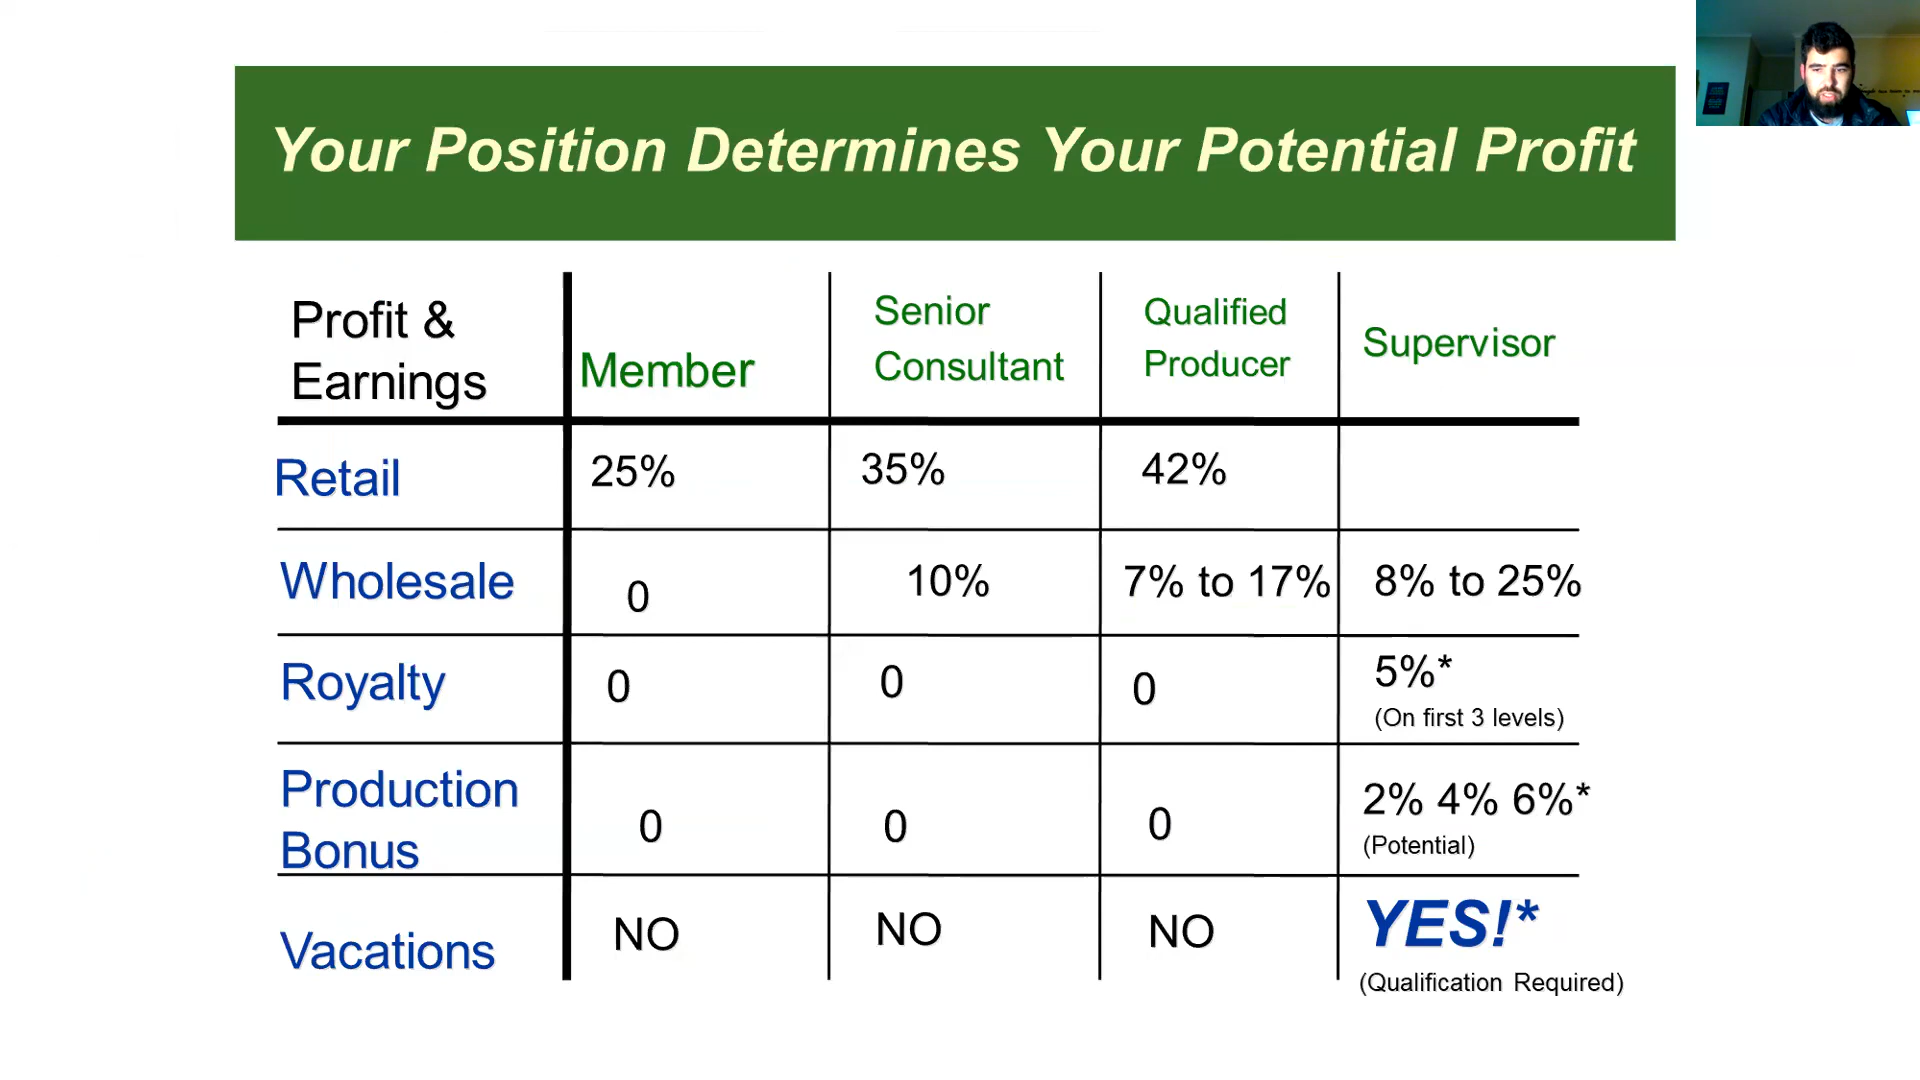 Your Position Determines Your Potential Profit
Profit &
Earnings
Member
Senior
Consultant
Qualified
Producer
Supervisor
Retail
25%
35%
42%
Wholesale
0
10%
7% to 17%
8% to 25%
Royalty
0
0
0
5%*
(On first 3 levels)
Production
Bonus
0
0
0
2% 4% 6%*
(Potential)
Vacations
NO
NO
NO
YES!*
(Qualification Required)